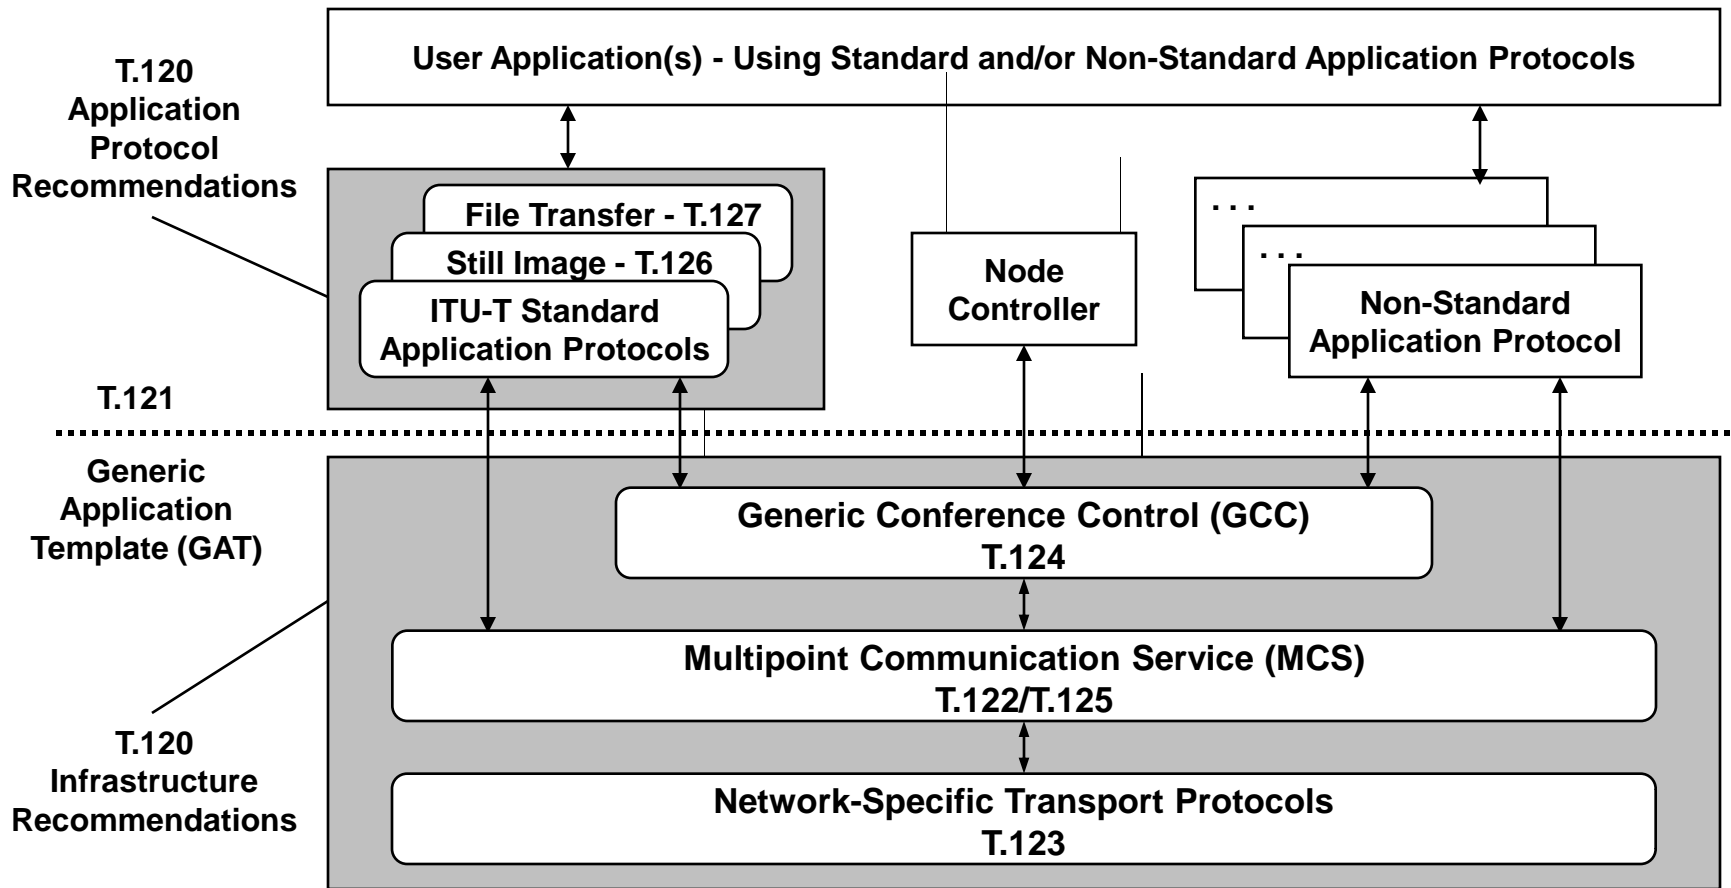 User Application(s) - Using Standard and/or Non-Standard Application Protocols
T.120
Application
Protocol
Recommendations
File Transfer - T.127
Still Image - T.126
ITU-T Standard
Application Protocols
Node
Controller
. . .
. . .
Non-Standard
Application Protocol
T.121
Generic
Application
Template (GAT)
Generic Conference Control (GCC)
T.124
Multipoint Communication Service (MCS)
T.122/T.125
T.120
Infrastructure
Recommendations
Network-Specific Transport Protocols
T.123